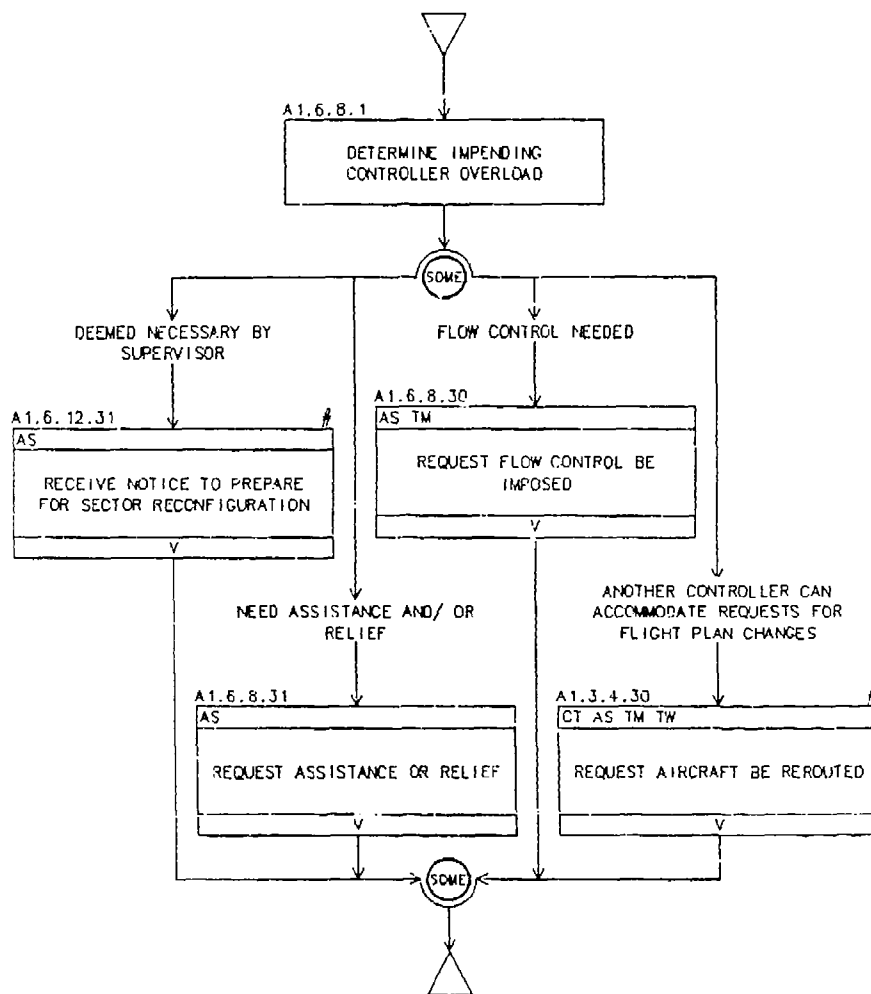 A1.6.8.1
DETERMINE IMPENDING
CONTROLLER OVERLOAD
SOME
DEEMED NECESSARY BY
SUPERVISOR
FLOW CONTROL NEEDED
A1.6.12.31 #
AS
RECEIVE NOTICE TO PREPARE
FOR SECTOR RECONFIGURATION
V
A1.6.8.30
AS TM
REQUEST FLOW CONTROL BE
IMPOSED
V
NEED ASSISTANCE AND/ OR
RELIEF
ANOTHER CONTROLLER CAN
ACCOMMODATE REQUESTS FOR
FLIGHT PLAN CHANGES
A1.6.8.31
AS
REQUEST ASSISTANCE OR RELIEF
V
A1.3.4.30
CT AS TM TW
REQUEST AIRCRAFT BE REROUTED
V
SOME